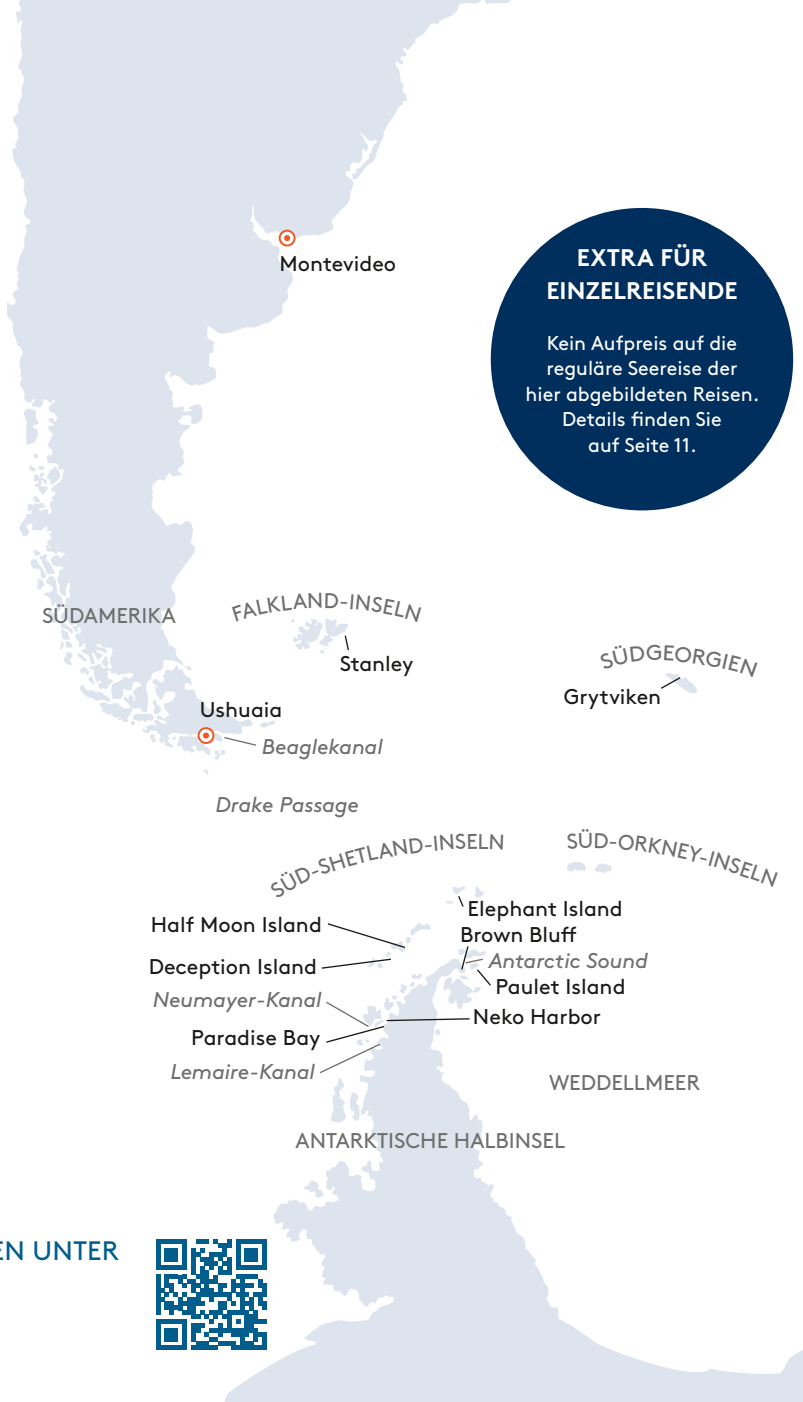 Montevideo
EXTRA FÜR
EINZELREISENDE
Kein Aufpreis auf die
reguläre Seereise der
hier abgebildeten Reisen.
Details finden Sie
auf Seite 11.
SÜDAMERIKA
FALKLAND-INSELN
Stanley
SÜDGEORGIEN
Grytviken
Ushuaia
Beaglekanal
Drake Passage
SÜD-SHETLAND-INSELN
SÜD-ORKNEY-INSELN
Elephant Island
Half Moon Island
Brown Bluff
Antarctic Sound
Deception Island
Paulet Island
Neumayer-Kanal
Neko Harbor
Paradise Bay
Lemaire-Kanal
WEDDELLMEER
ANTARKTISCHE HALBINSEL
EN UNTER